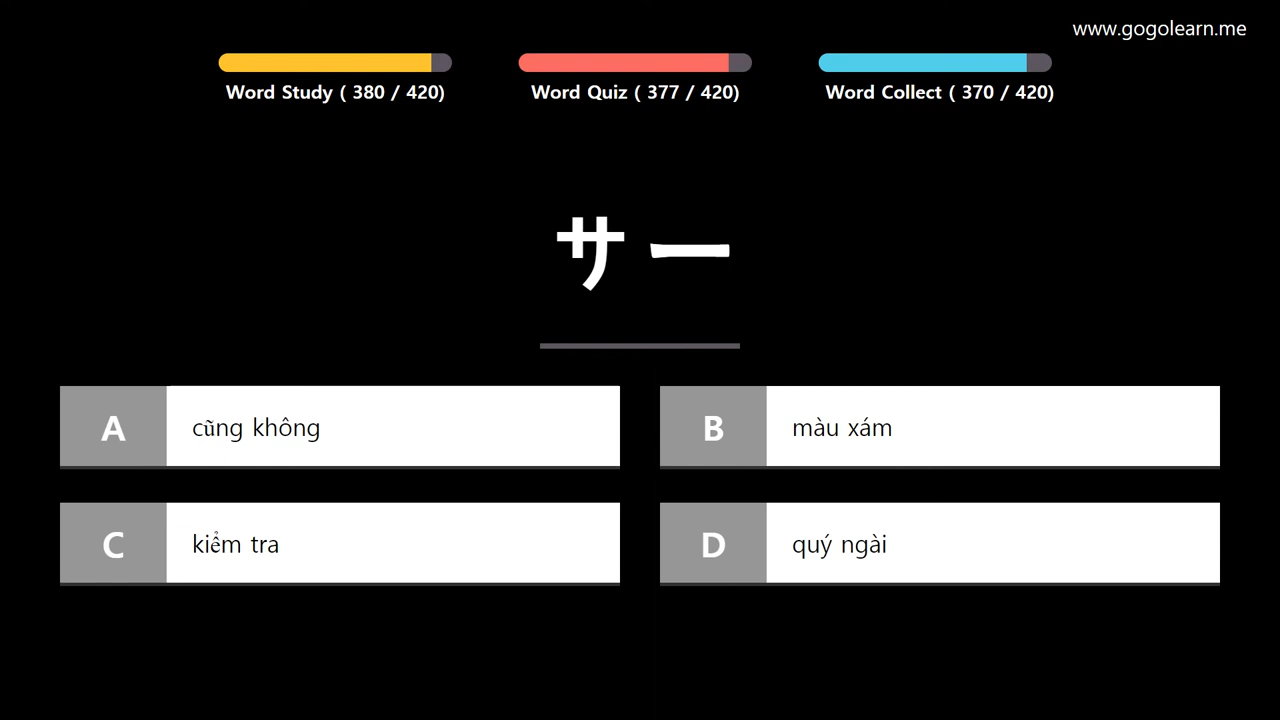 www.gogolearn.me
Word Study ( 380 / 420)
Word Quiz ( 377 / 420)
Word Collect ( 370 / 420)
サー
A cũng không
B màu xám
C kiểm tra
D quý ngài